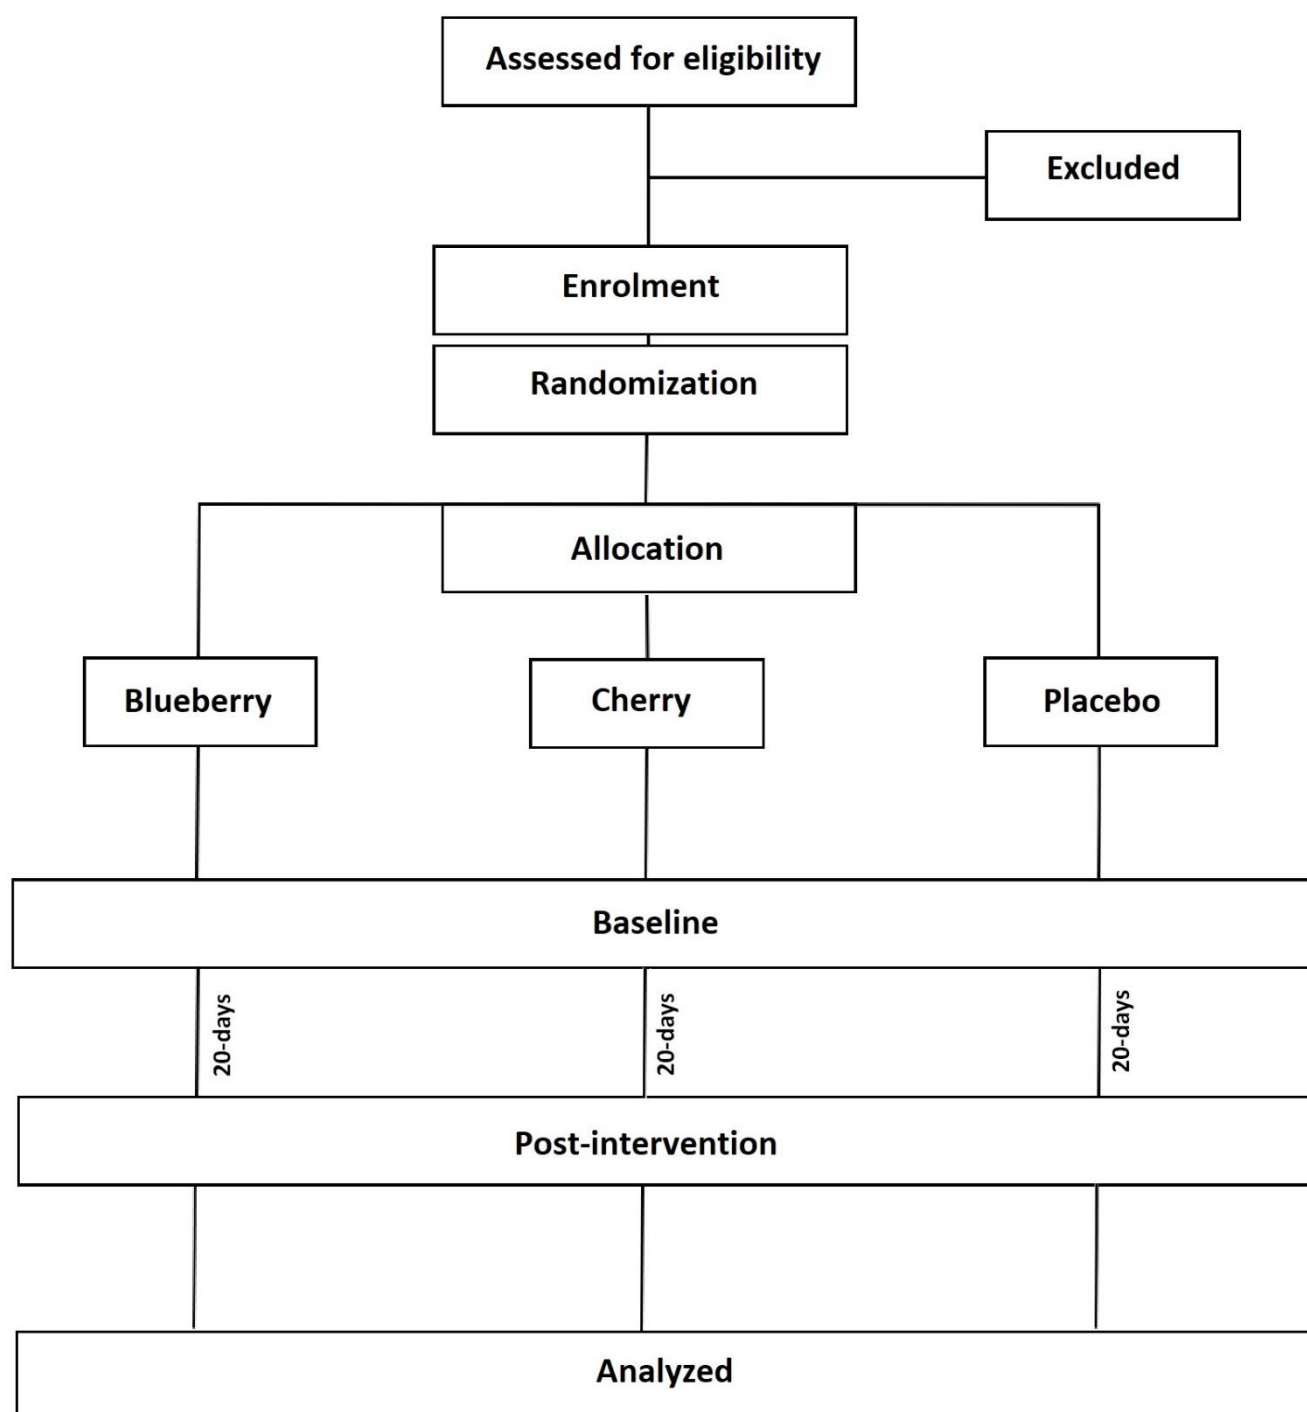 Assessed for eligibility
Excluded
Enrolment
Randomization
Allocation
Blueberry
Cherry
Placebo
Baseline
20-days
20-days
20-days
Post-intervention
Analyzed